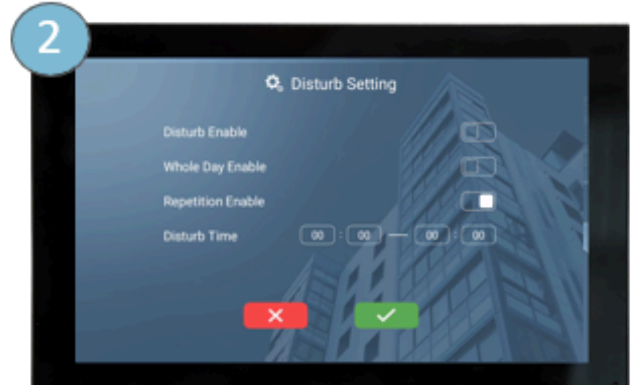 2
Disturb Setting
Disturb Enable
Whole Day Enable
Repetition Enable
Disturb Time 00 : 00 — 00 : 00